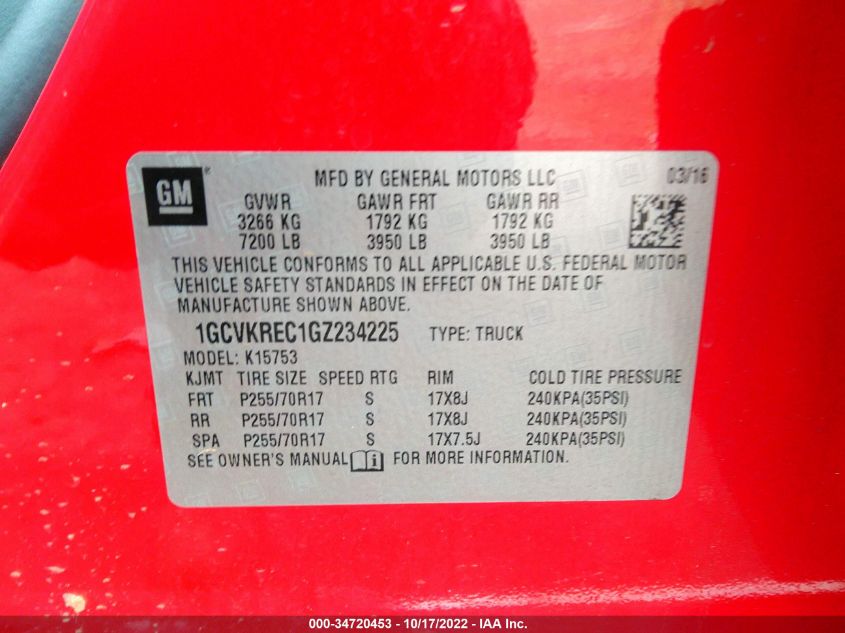 GM® MFD BY GENERAL MOTORS LLC 03/16
GVWR GAWR FRT GAWR RR
3266 KG 1792 KG 1792 KG
7200 LB 3950 LB 3950 LB
THIS VEHICLE CONFORMS TO ALL APPLICABLE U.S. FEDERAL MOTOR
VEHICLE SAFETY STANDARDS IN EFFECT ON THE DATE OF
MANUFACTURE SHOWN ABOVE.
1GCVKREC1GZ234225 TYPE: TRUCK
MODEL: K15753
KJMT TIRE SIZE SPEED RTG RIM COLD TIRE PRESSURE
FRT P255/70R17 S 17X8J 240KPA(35PSI)
RR P255/70R17 S 17X8J 240KPA(35PSI)
SPA P255/70R17 S 17X7.5J 240KPA(35PSI)
SEE OWNER'S MANUAL FOR MORE INFORMATION.
000-34720453 - 10/17/2022 - IAA Inc.